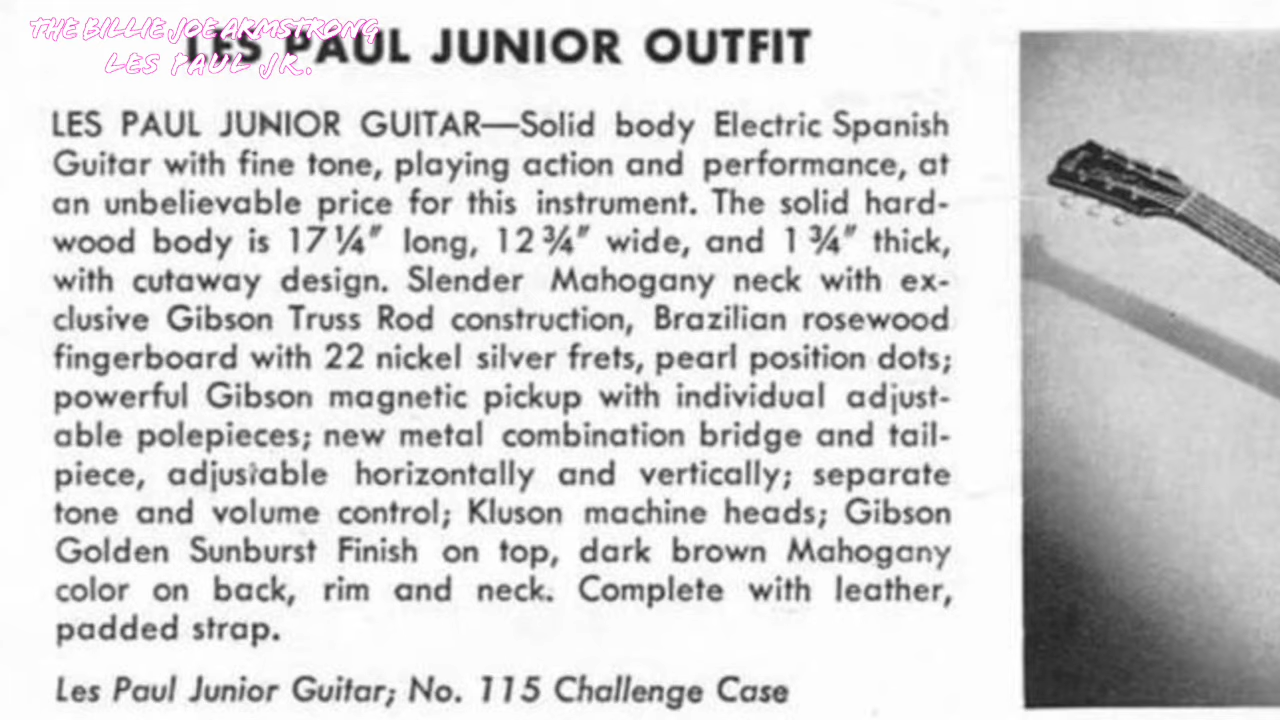 THE BILLIE JOE ARMSTRONG
LES PAUL JR.
LES PAUL JUNIOR OUTFIT
LES PAUL JUNIOR GUITAR—Solid body Electric Spanish
Guitar with fine tone, playing action and performance, at
an unbelievable price for this instrument. The solid hard-
wood body is 17 ¼" long, 12 ¾" wide, and 1 ¾" thick,
with cutaway design. Slender Mahogany neck with ex-
clusive Gibson Truss Rod construction, Brazilian rosewood
fingerboard with 22 nickel silver frets, pearl position dots;
powerful Gibson magnetic pickup with individual adjust-
able polepieces; new metal combination bridge and tail-
piece, adjustable horizontally and vertically; separate
tone and volume control; Kluson machine heads; Gibson
Golden Sunburst Finish on top, dark brown Mahogany
color on back, rim and neck. Complete with leather,
padded strap.
Les Paul Junior Guitar; No. 115 Challenge Case